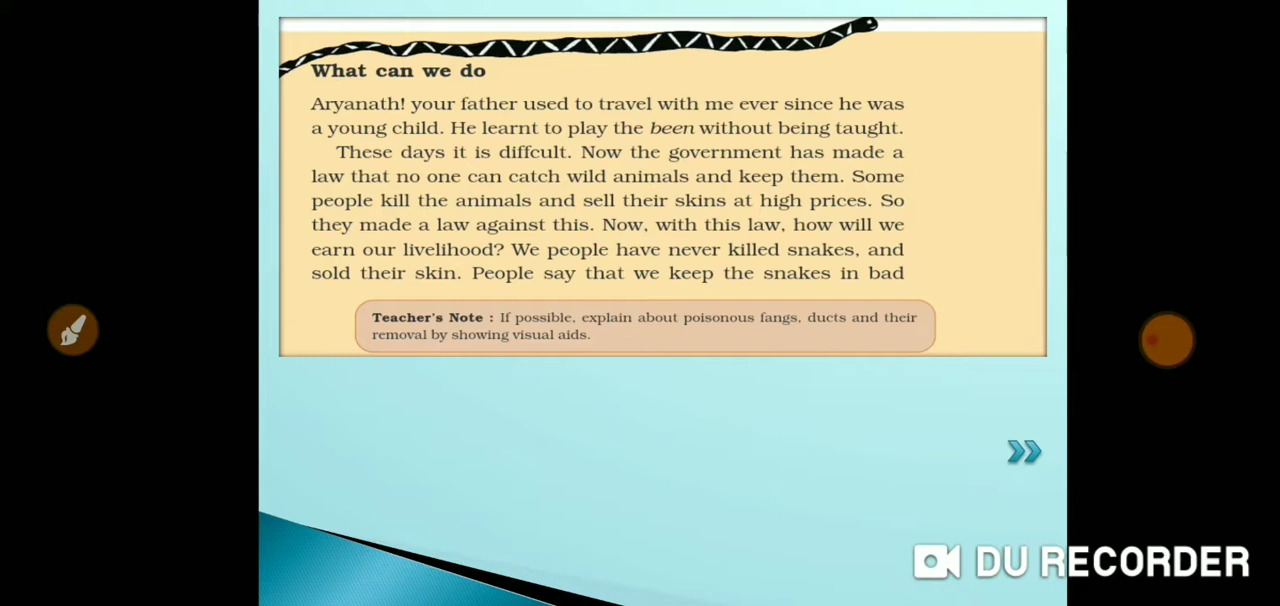 What can we do
Aryanath! your father used to travel with me ever since he was
a young child. He learnt to play the been without being taught.
These days it is diffcult. Now the government has made a
law that no one can catch wild animals and keep them. Some
people kill the animals and sell their skins at high prices. So
they made a law against this. Now, with this law, how will we
earn our livelihood? We people have never killed snakes, and
sold their skin. People say that we keep the snakes in bad
Teacher's Note : If possible, explain about poisonous fangs, ducts and their
removal by showing visual aids.
DU RECORDER